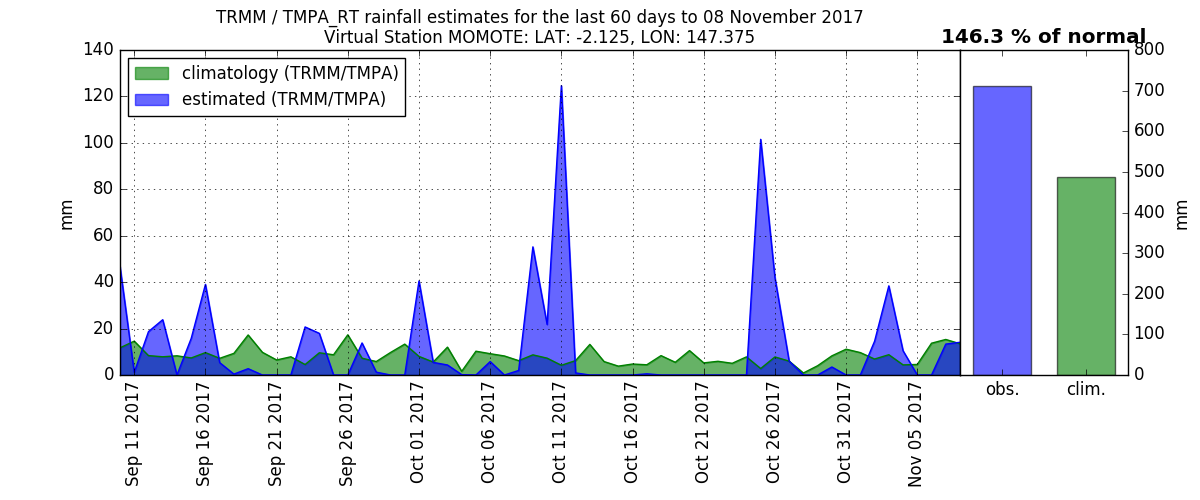 TRMM / TMPA_RT rainfall estimates for the last 60 days to 08 November 2017
Virtual Station MOMOTE: LAT: -2.125, LON: 147.375
146.3 % of normal
climatology (TRMM/TMPA)
estimated (TRMM/TMPA)
mm
140
120
100
80
60
40
20
0
Sep 11 2017
Sep 16 2017
Sep 21 2017
Sep 26 2017
Oct 01 2017
Oct 06 2017
Oct 11 2017
Oct 16 2017
Oct 21 2017
Oct 26 2017
Oct 31 2017
Nov 05 2017
800
700
600
500
400
300
200
100
0
mm
obs.
clim.